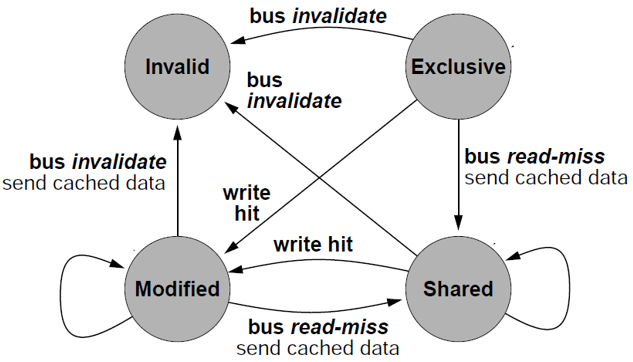 bus invalidate
Invalid
Exclusive
bus
invalidate
bus invalidate
send cached data
bus read-miss
send cached data
write
hit
write hit
Modified
Shared
bus read-miss
send cached data